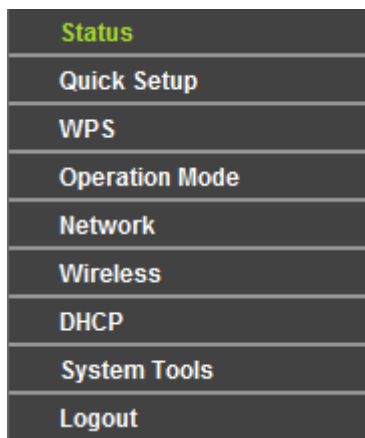 Status
Quick Setup
WPS
Operation Mode
Network
Wireless
DHCP
System Tools
Logout